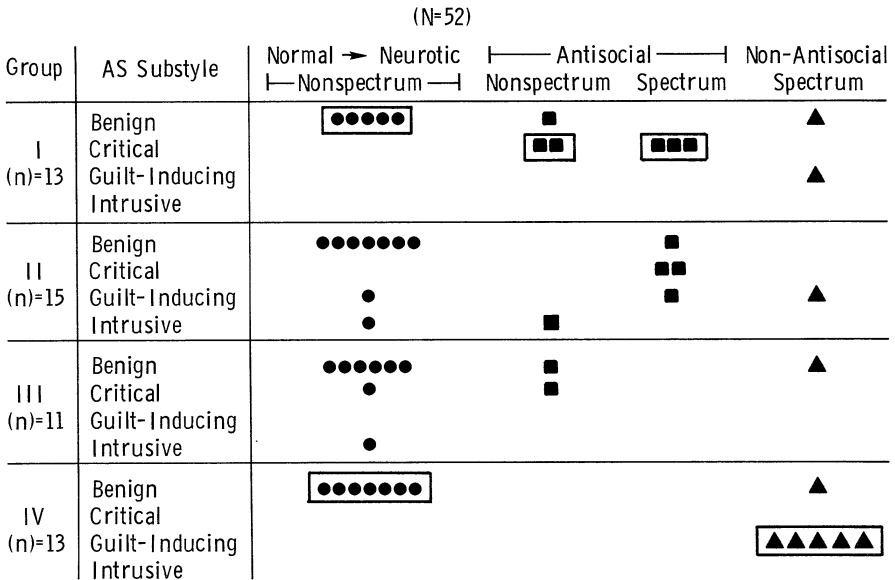 (N=52)
Group AS Substyle Normal → Neurotic Nonspectrum Antisocial Nonspectrum Spectrum Non-Antisocial Spectrum
I
(n)=13
Benign
Critical
Guilt-Inducing
Intrusive
II
(n)=15
Benign
Critical
Guilt-Inducing
Intrusive
III
(n)=11
Benign
Critical
Guilt-Inducing
Intrusive
IV
(n)=13
Benign
Critical
Guilt-Inducing
Intrusive